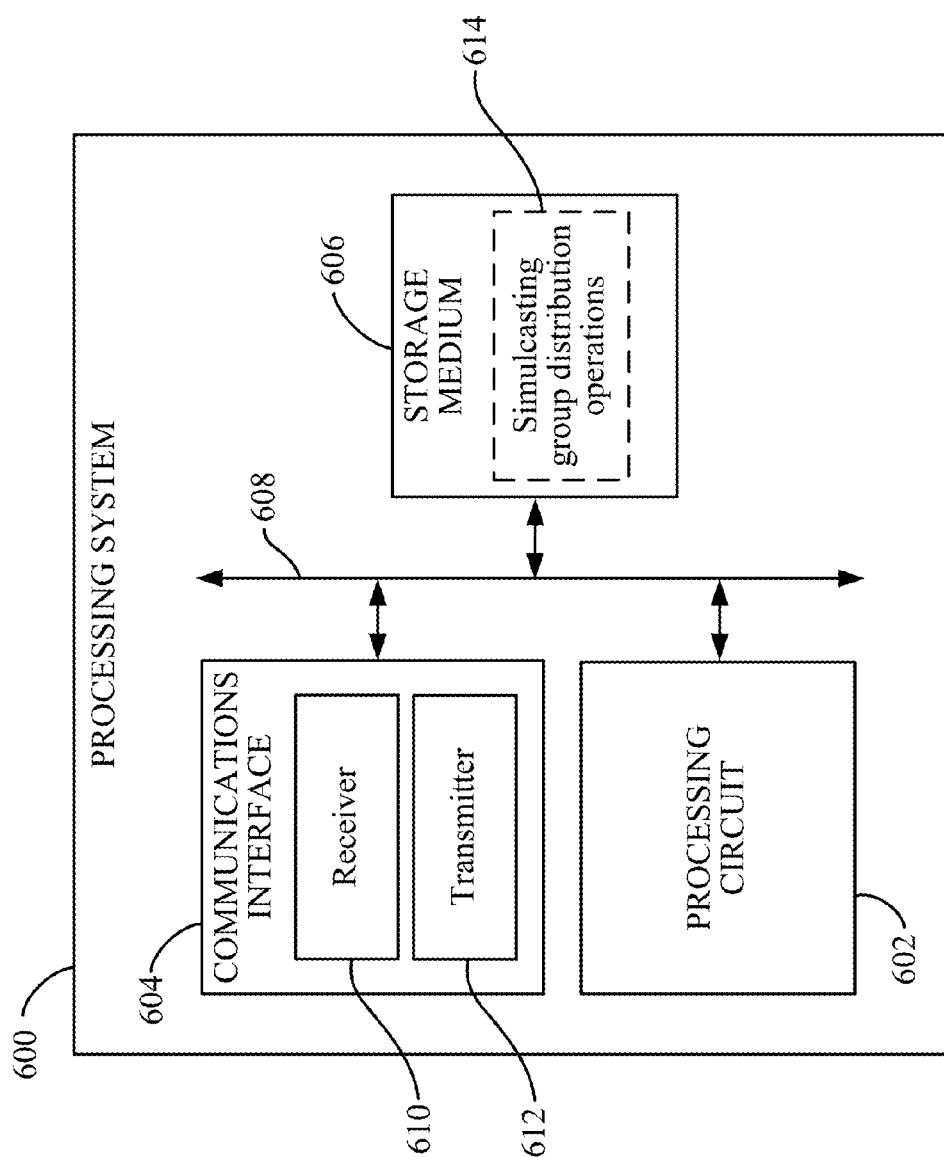 600
PROCESSING SYSTEM
604
COMMUNICATIONS
INTERFACE
Receiver
610
Transmitter
612
608
606
STORAGE
MEDIUM
Simulcasting
group distribution
operations
614
PROCESSING
CIRCUIT
602